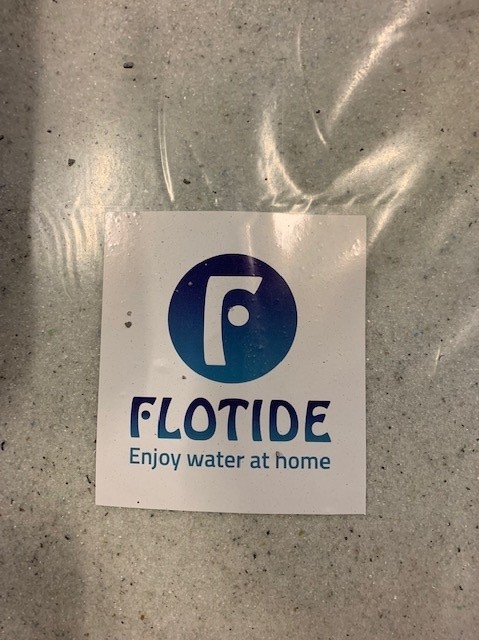 F
FLOTIDE
Enjoy water at home